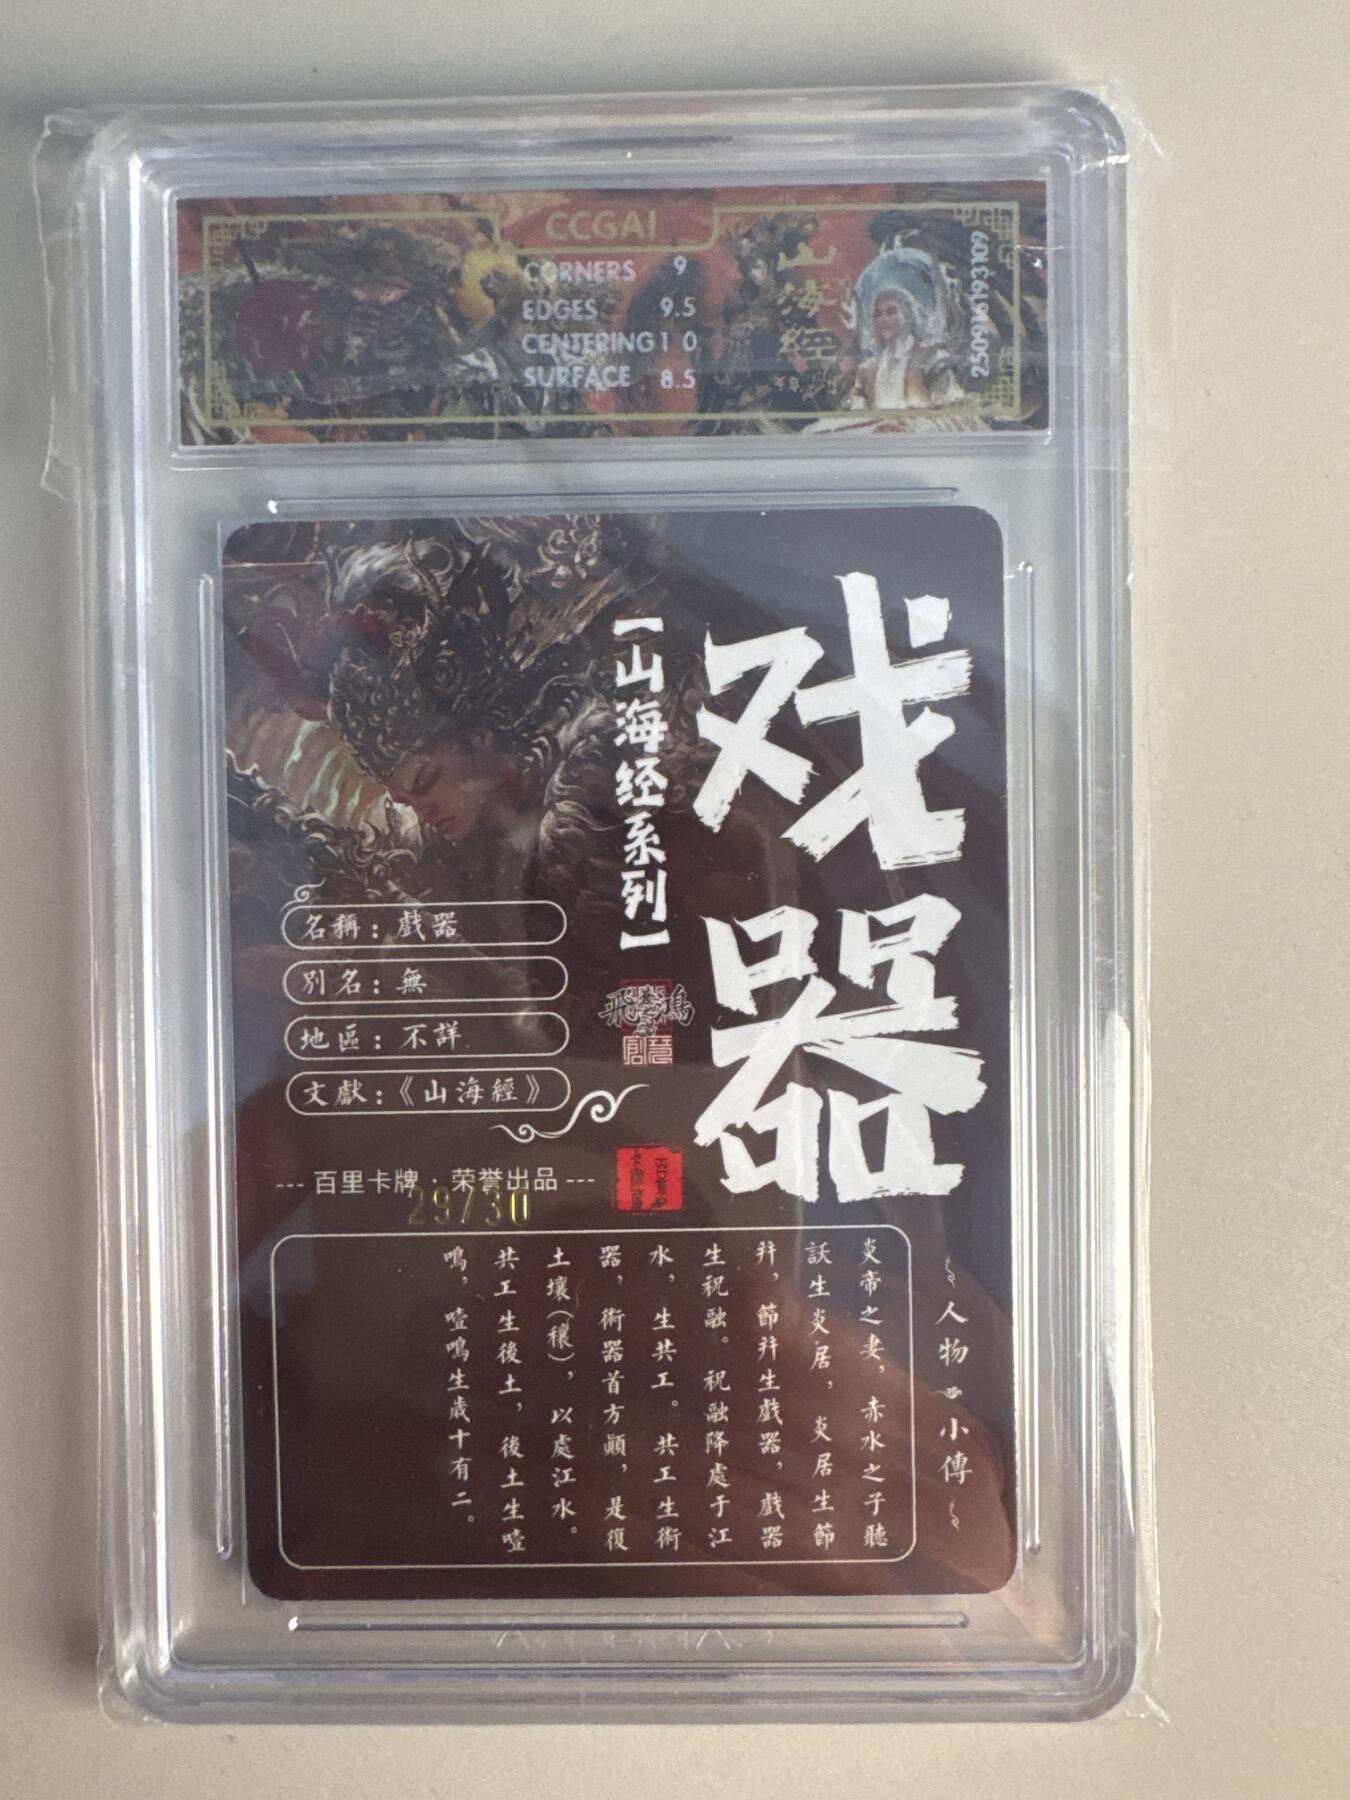 CCGAI
CORNERS 9
EDGES 9.5
CENTERING 10
SURFACE 8.5
山海經
250916193109
戏器
【山海经系列】
名稱：戲器
別名：無
地區：不詳
文獻：《山海經》
飛鴻
--- 百里卡牌 · 荣誉出品 ---
29/30
人物小傳
炎帝之妻，赤水之子聽
訞生炎居，炎居生節
竝，節竝生戲器，戲器
生祝融。祝融降處于江
水，生共工。共工生術
器，術器首方顛，是復
土壤（穰），以處江水。
共工生後土，後土生噎
鳴，噎鳴生歲十有二。